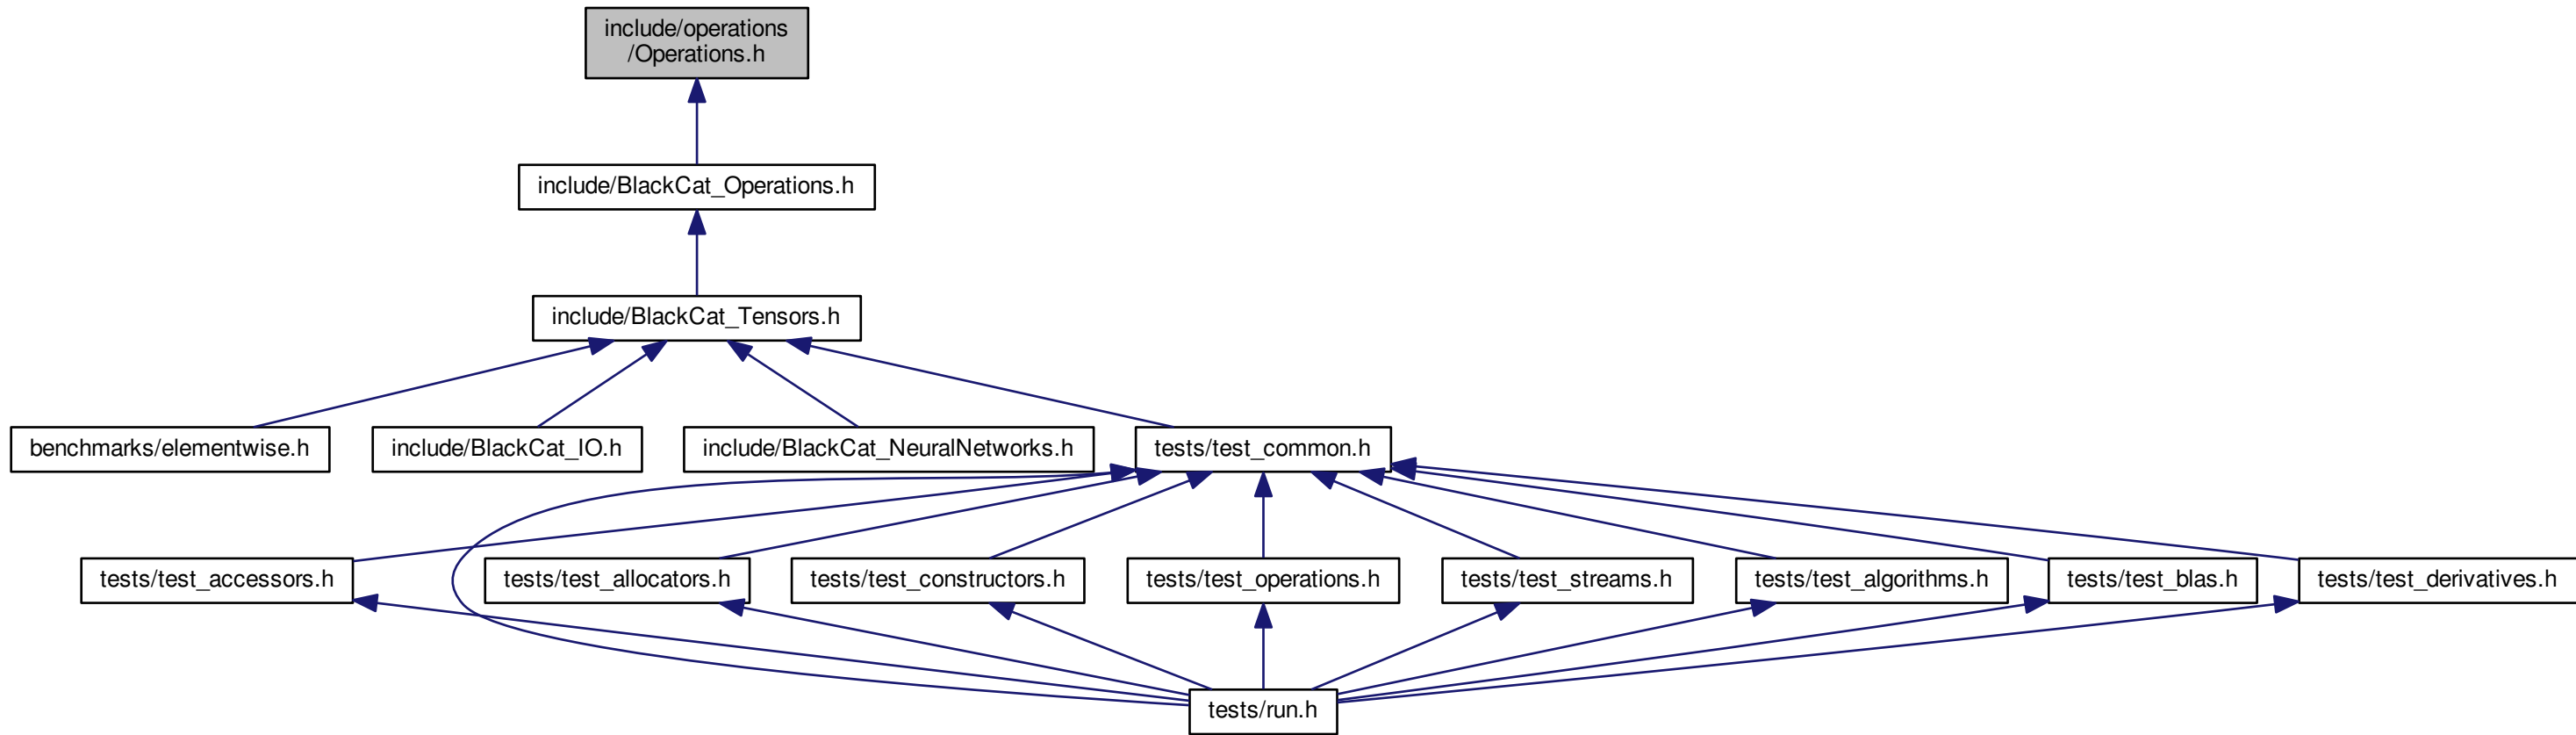 include/operations
/Operations.h
include/BlackCat_Operations.h
include/BlackCat_Tensors.h
benchmarks/elementwise.h
include/BlackCat_IO.h
include/BlackCat_NeuralNetworks.h
tests/test_common.h
tests/test_accessors.h
tests/test_allocators.h
tests/test_constructors.h
tests/test_operations.h
tests/test_streams.h
tests/test_algorithms.h
tests/test_blas.h
tests/test_derivatives.h
tests/run.h